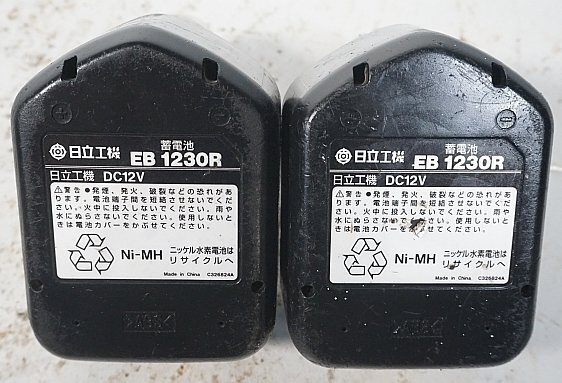 蓄電池
日立工機 EB 1230R
日立工機 DC12V
⚠警告 ●発煙、発火、破裂などの恐れがあ
ります。電池端子間を短絡させないでくだ
さい。火中に投入しないでください。雨や
水にぬらさないでください。使用しないと
きは電池カバーをかぶせてください。
Ni-MH
ニッケル水素電池は
リサイクルへ
Made in China C326824A
蓄電池
日立工機 EB 1230R
日立工機 DC12V
⚠警告 ●発煙、発火、破裂などの恐れがあ
ります。電池端子間を短絡させないでくだ
さい。火中に投入しないでください。雨や
水にぬらさないでください。使用しないと
きは電池カバーをかぶせてください。
Ni-MH
ニッケル水素電池は
リサイクルへ
Made in China C326824A